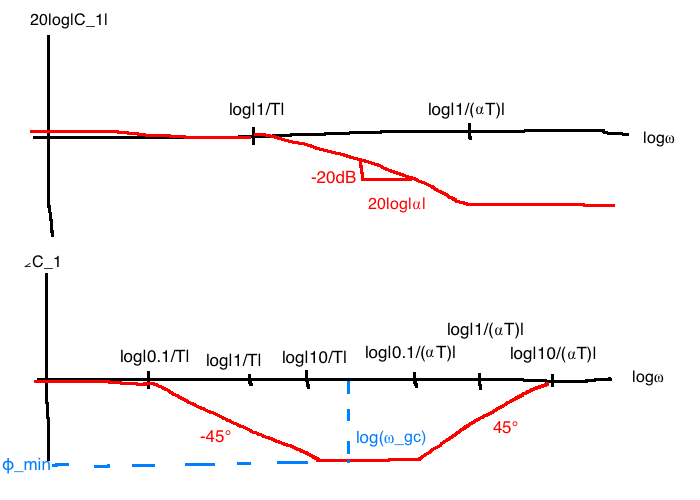 20log|C_1|
log|1/T|
log|1/(αT)|
logω
-20dB
20log|α|
∠C_1
log|0.1/T|
log|1/T|
log|10/T|
log|0.1/(αT)|
log|1/(αT)|
log|10/(αT)|
logω
-45°
log(ω_gc)
45°
ϕ_min